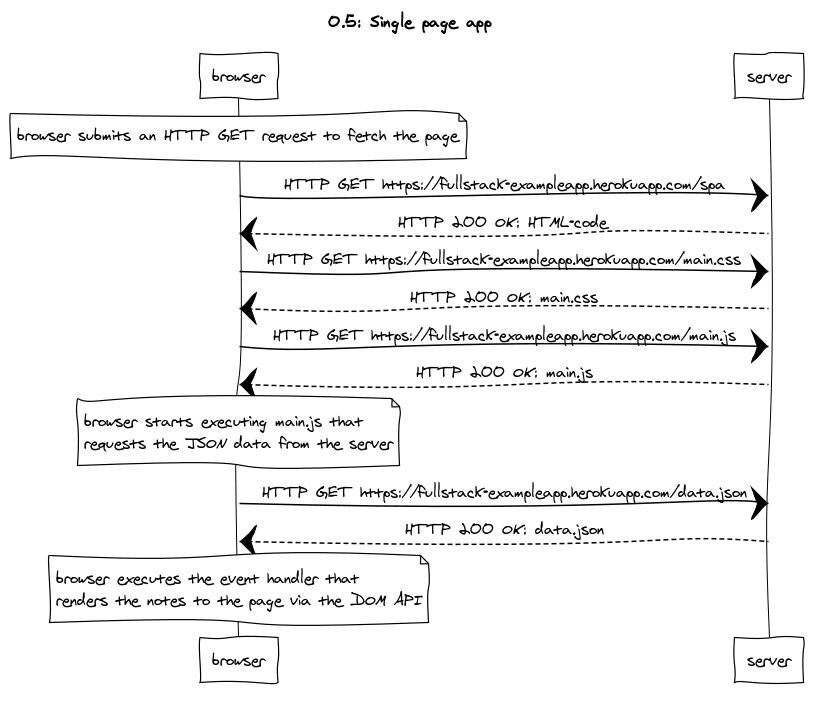 0.5: Single page app
browser
server
browser submits an HTTP GET request to fetch the page
HTTP GET https://fullstack-exampleapp.herokuapp.com/spa
HTTP 200 OK: HTML-code
HTTP GET https://fullstack-exampleapp.herokuapp.com/main.css
HTTP 200 OK: main.css
HTTP GET https://fullstack-exampleapp.herokuapp.com/main.js
HTTP 200 OK: main.js
browser starts executing main.js that
requests the JSON data from the server
HTTP GET https://fullstack-exampleapp.herokuapp.com/data.json
HTTP 200 OK: data.json
browser executes the event handler that
renders the notes to the page via the DOM API
browser
server